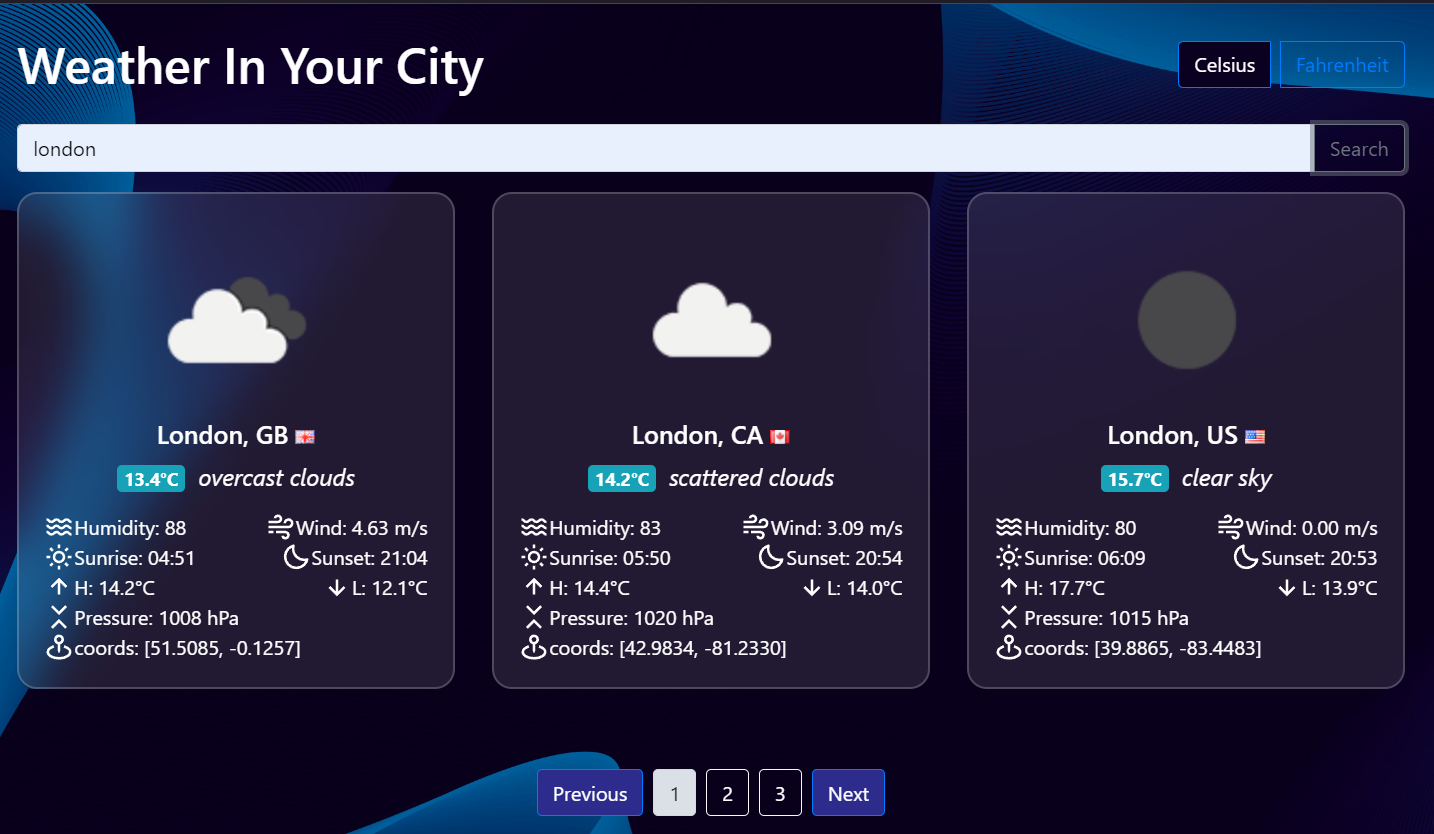 Weather In Your City
Celsius Fahrenheit
london Search
London, GB
13.4°C overcast clouds
Humidity: 88 Wind: 4.63 m/s
Sunrise: 04:51 Sunset: 21:04
H: 14.2°C L: 12.1°C
Pressure: 1008 hPa
coords: [51.5085, -0.1257]
London, CA
14.2°C scattered clouds
Humidity: 83 Wind: 3.09 m/s
Sunrise: 05:50 Sunset: 20:54
H: 14.4°C L: 14.0°C
Pressure: 1020 hPa
coords: [42.9834, -81.2330]
London, US
15.7°C clear sky
Humidity: 80 Wind: 0.00 m/s
Sunrise: 06:09 Sunset: 20:53
H: 17.7°C L: 13.9°C
Pressure: 1015 hPa
coords: [39.8865, -83.4483]
Previous 1 2 3 Next